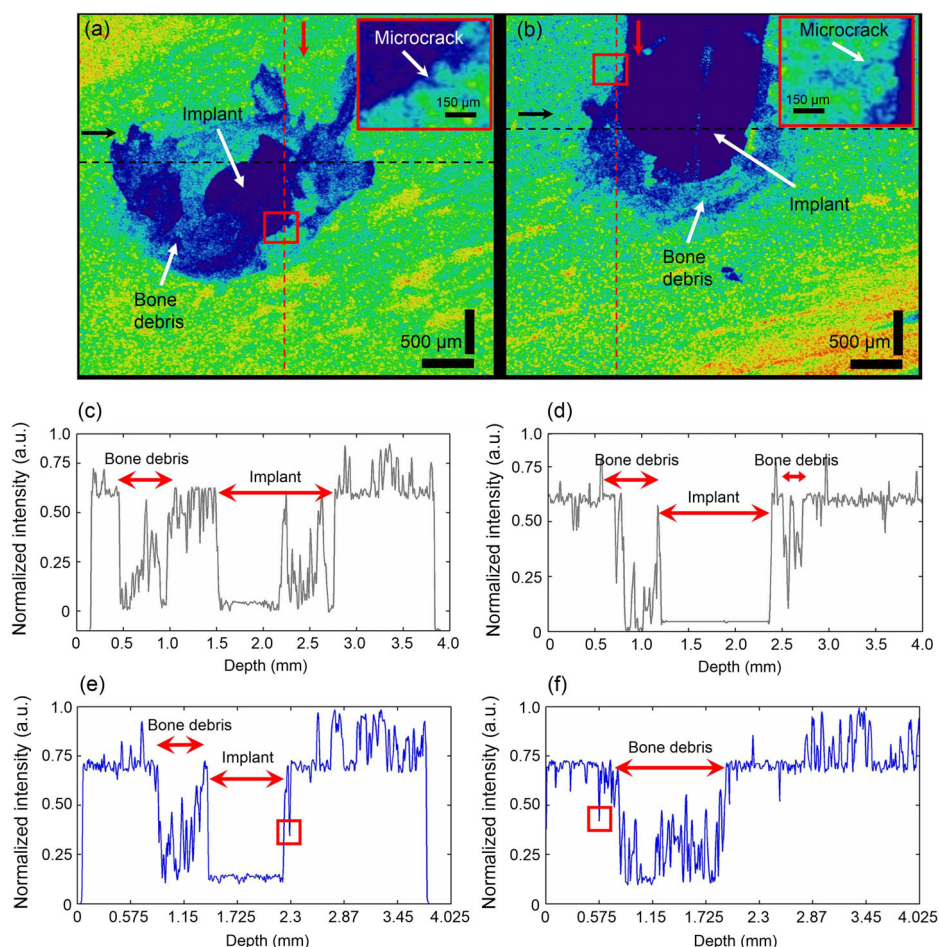 (a)
Microcrack
150 μm
Implant
Bone
debris
500 μm
(b)
Microcrack
150 μm
Implant
Bone
debris
500 μm
(c)
Normalized intensity (a.u.)
1.0
0.75
0.50
0.25
0
Bone debris
Implant
0 0.5 1.0 1.5 2.0 2.5 3.0 3.5 4.0
Depth (mm)
(d)
Normalized intensity (a.u.)
1.0
0.75
0.50
0.25
0
Bone debris
Bone debris
Implant
0 0.5 1.0 1.5 2.0 2.5 3.0 3.5 4.0
Depth (mm)
(e)
Normalized intensity (a.u.)
1.0
0.75
0.50
0.25
0
Bone debris
Implant
0 0.575 1.15 1.725 2.3 2.87 3.45 4.025
Depth (mm)
(f)
Normalized intensity (a.u.)
1.0
0.75
0.50
0.25
0
Bone debris
0 0.575 1.15 1.725 2.3 2.87 3.45 4.025
Depth (mm)